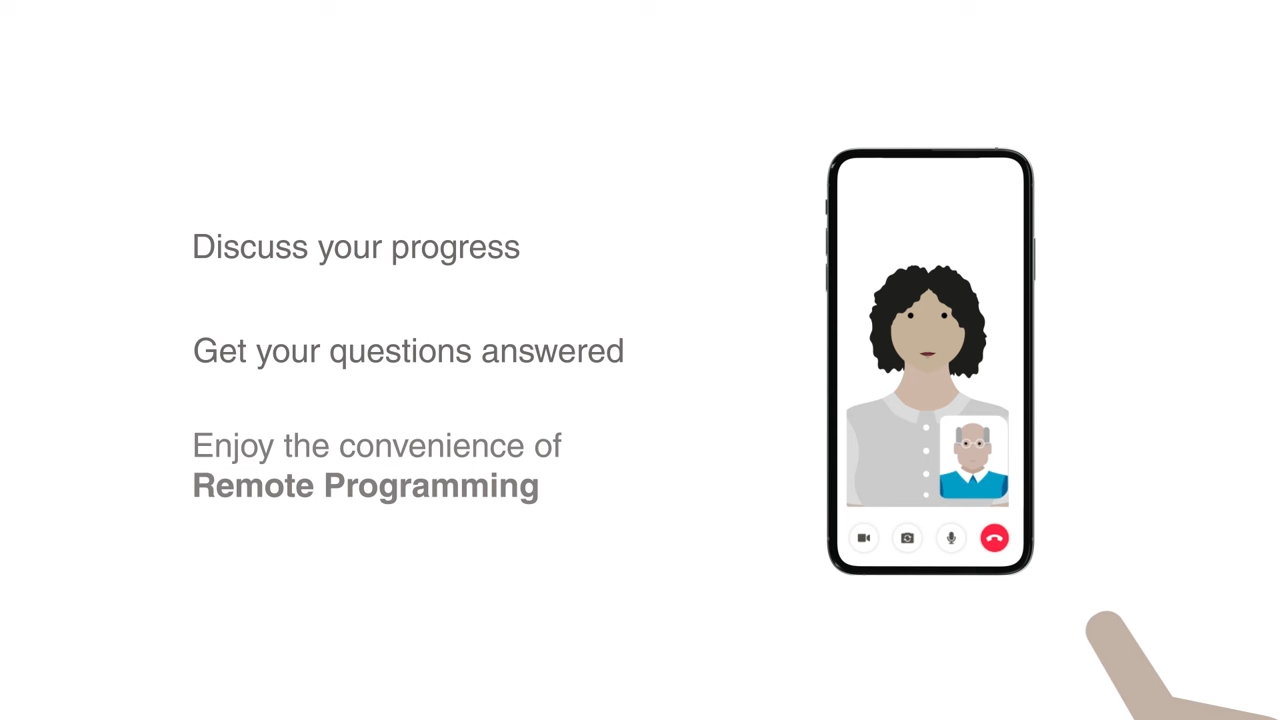 Discuss your progress
Get your questions answered
Enjoy the convenience of
Remote Programming